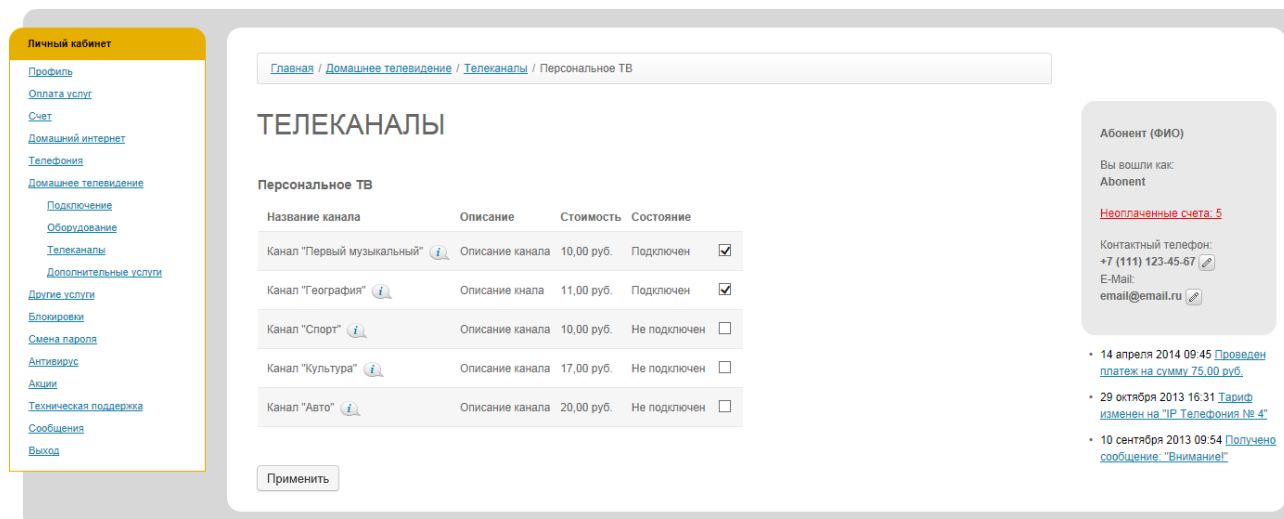 Личный кабинет
Профиль
Оплата услуг
Счет
Домашний интернет
Телефония
Домашнее телевидение
Подключение
Оборудование
Телеканалы
Дополнительные услуги
Другие услуги
Блокировки
Смена пароля
Антивирус
Акции
Техническая поддержка
Сообщения
Выход
Главная / Домашнее телевидение / Телеканалы / Персональное ТВ
ТЕЛЕКАНАЛЫ
Персональное ТВ
Название канала Описание Стоимость Состояние
Канал "Первый музыкальный" i Описание канала 10,00 руб. Подключен
Канал "География" i Описание кнала 11,00 руб. Подключен
Канал "Спорт" i Описание канала 10,00 руб. Не подключен
Канал "Культура" i Описание канала 17,00 руб. Не подключен
Канал "Авто" i Описание канала 20,00 руб. Не подключен
Применить
Абонент (ФИО)
Вы вошли как:
Abonent
Неоплаченные счета: 5
Контактный телефон:
+7 (111) 123-45-67
E-Mail:
email@email.ru
• 14 апреля 2014 09:45 Проведен
платеж на сумму 75,00 руб.
• 29 октября 2013 16:31 Тариф
изменен на "IP Телефония № 4"
• 10 сентября 2013 09:54 Получено
сообщение: "Внимание!"